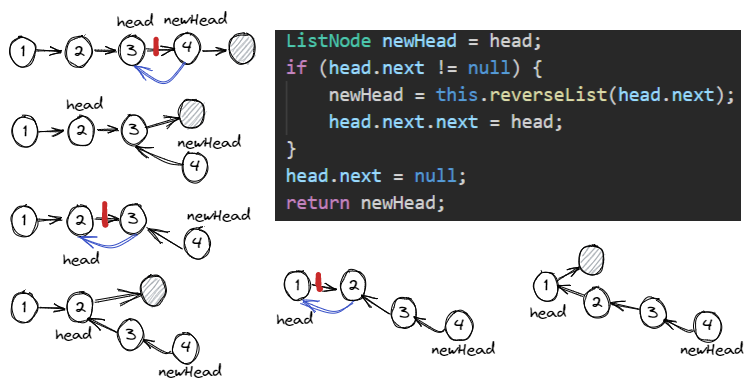 head newHead
1 2 3 4
ListNode newHead = head;
if (head.next != null) {
newHead = this.reverseList(head.next);
head.next.next = head;
}
head.next = null;
return newHead;
head
1 2 3
newHead
4
1 2 3
newHead
4
head
1 2
head
3
4
newHead
1 2
head
3
4
newHead
1
head
2
3
4
newHead